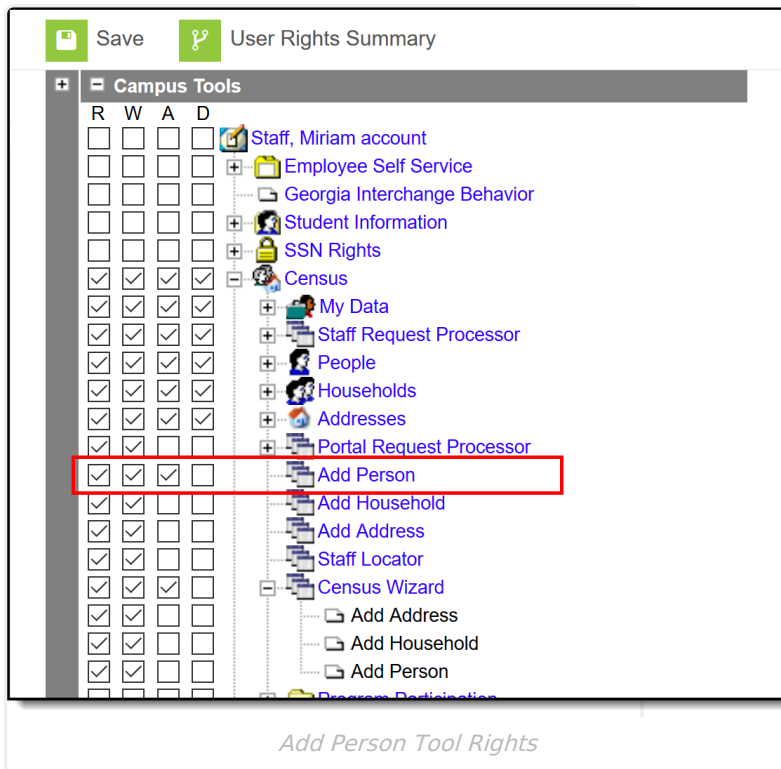 Save User Rights Summary
Campus Tools
R W A D
Staff, Miriam account
Employee Self Service
Georgia Interchange Behavior
Student Information
SSN Rights
Census
My Data
Staff Request Processor
People
Households
Addresses
Portal Request Processor
Add Person
Add Household
Add Address
Staff Locator
Census Wizard
Add Address
Add Household
Add Person
Program Participation
Add Person Tool Rights